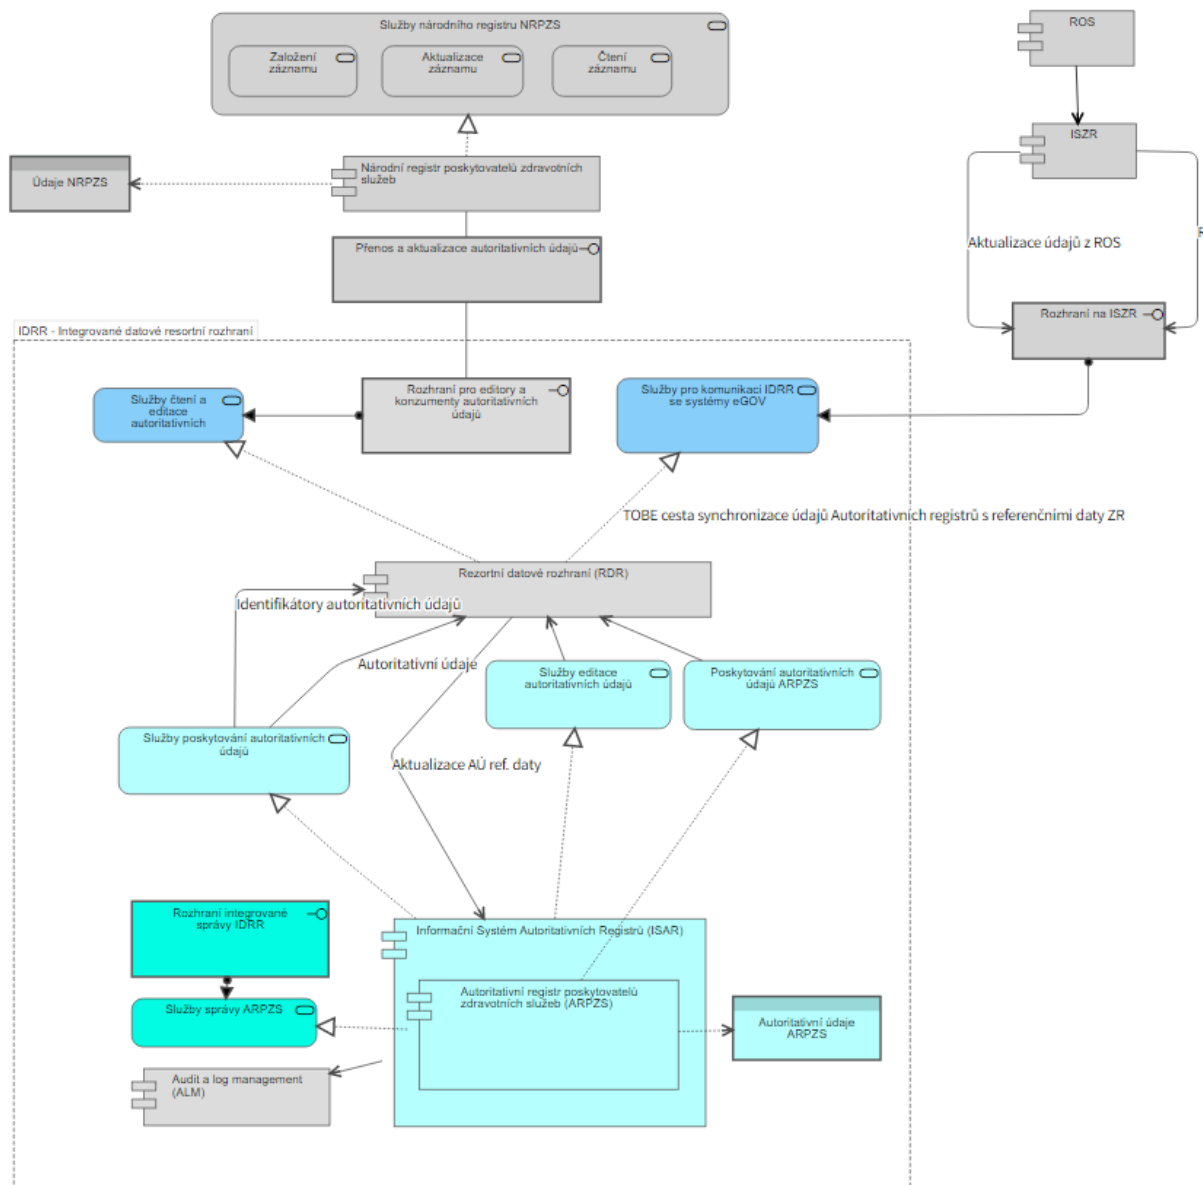 Služby národního registru NRPZS
Založení
záznamu
Aktualizace
záznamu
Čtení
záznamu
ROS
ISZR
Národní registr poskytovatelů zdravotních
služeb
Údaje NRPZS
Přenos a aktualizace autoritativních údajů
Aktualizace údajů z ROS
R
Rozhraní na ISZR
IDRR - Integrované datové resortní rozhraní
Služby čtení a
editace
autoritativních
Rozhraní pro editory a
konzumenty autoritativních
údajů
Služby pro komunikaci IDRR
se systémy eGOV
TOBE cesta synchronizace údajů Autoritativních registrů s referenčními daty ZR
Rezortní datové rozhraní (RDR)
Identifikátory autoritativních údajů
Autoritativní údaje
Služby editace
autoritativních údajů
Poskytování autoritativních
údajů ARPZS
Služby poskytování autoritativních
údajů
Aktualizace AÚ ref. daty
Rozhraní integrované
správy IDRR
Informační Systém Autoritativních Registrů (ISAR)
Autoritativní registr poskytovatelů
zdravotních služeb (ARPZS)
Služby správy ARPZS
Autoritativní údaje
ARPZS
Audit a log management
(ALM)